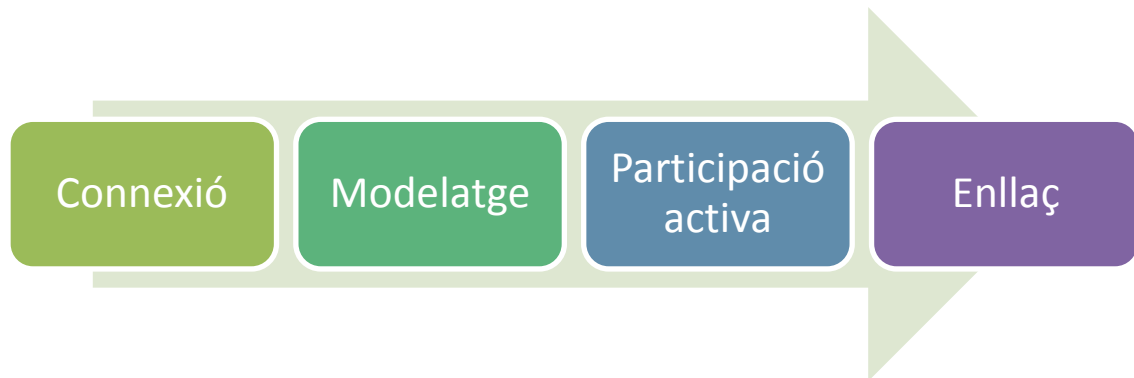 Connexió
Modelatge
Participació
activa
Enllaç